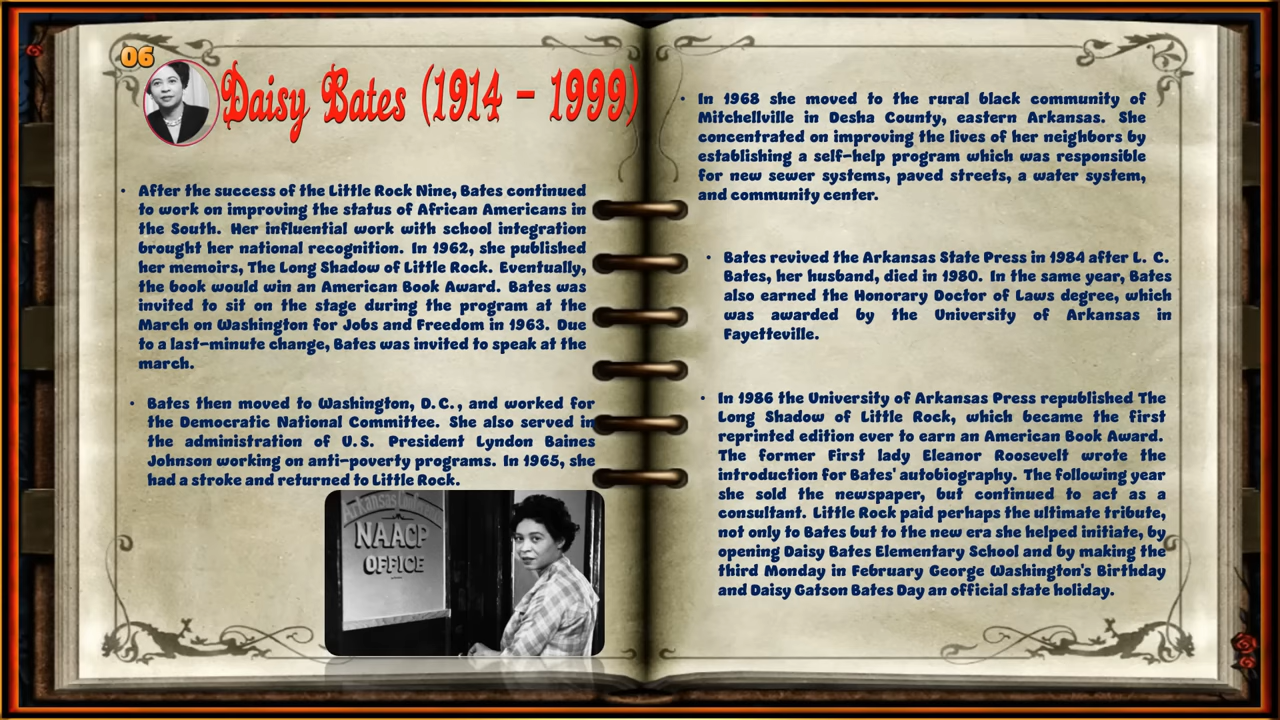 06
Daisy Bates (1914 - 1999)
• After the success of the Little Rock Nine, Bates continued
to work on improving the status of African Americans in
the South. Her influential work with school integration
brought her national recognition. In 1962, she published
her memoirs, The Long Shadow of Little Rock. Eventually,
the book would win an American Book Award. Bates was
invited to sit on the stage during the program at the
March on Washington for Jobs and Freedom in 1963. Due
to a last-minute change, Bates was invited to speak at the
march.
• Bates then moved to Washington, D.C., and worked for
the Democratic National Committee. She also served in
the administration of U.S. President Lyndon Baines
Johnson working on anti-poverty programs. In 1965, she
had a stroke and returned to Little Rock.
Arkansas
NAACP
OFFICE
• In 1968 she moved to the rural black community of
Mitchellville in Desha County, eastern Arkansas. She
concentrated on improving the lives of her neighbors by
establishing a self-help program which was responsible
for new sewer systems, paved streets, a water system,
and community center.
• Bates revived the Arkansas State Press in 1984 after L. C.
Bates, her husband, died in 1980. In the same year, Bates
also earned the Honorary Doctor of Laws degree, which
was awarded by the University of Arkansas in
Fayetteville.
• In 1986 the University of Arkansas Press republished The
Long Shadow of Little Rock, which became the first
reprinted edition ever to earn an American Book Award.
The former First lady Eleanor Roosevelt wrote the
introduction for Bates' autobiography. The following year
she sold the newspaper, but continued to act as a
consultant. Little Rock paid perhaps the ultimate tribute,
not only to Bates but to the new era she helped initiate, by
opening Daisy Bates Elementary School and by making the
third Monday in February George Washington's Birthday
and Daisy Gatson Bates Day an official state holiday.